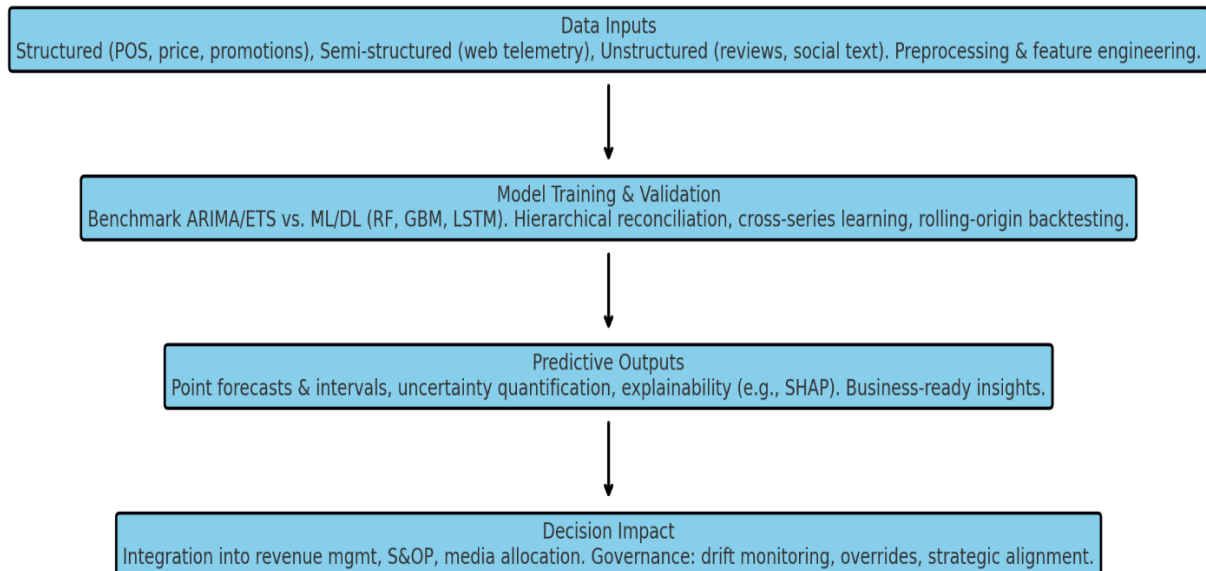 Data Inputs
Structured (POS, price, promotions), Semi-structured (web telemetry), Unstructured (reviews, social text). Preprocessing & feature engineering.
Model Training & Validation
Benchmark ARIMA/ETS vs. ML/DL (RF, GBM, LSTM). Hierarchical reconciliation, cross-series learning, rolling-origin backtesting.
Predictive Outputs
Point forecasts & intervals, uncertainty quantification, explainability (e.g., SHAP). Business-ready insights.
Decision Impact
Integration into revenue mgmt, S&OP, media allocation. Governance: drift monitoring, overrides, strategic alignment.